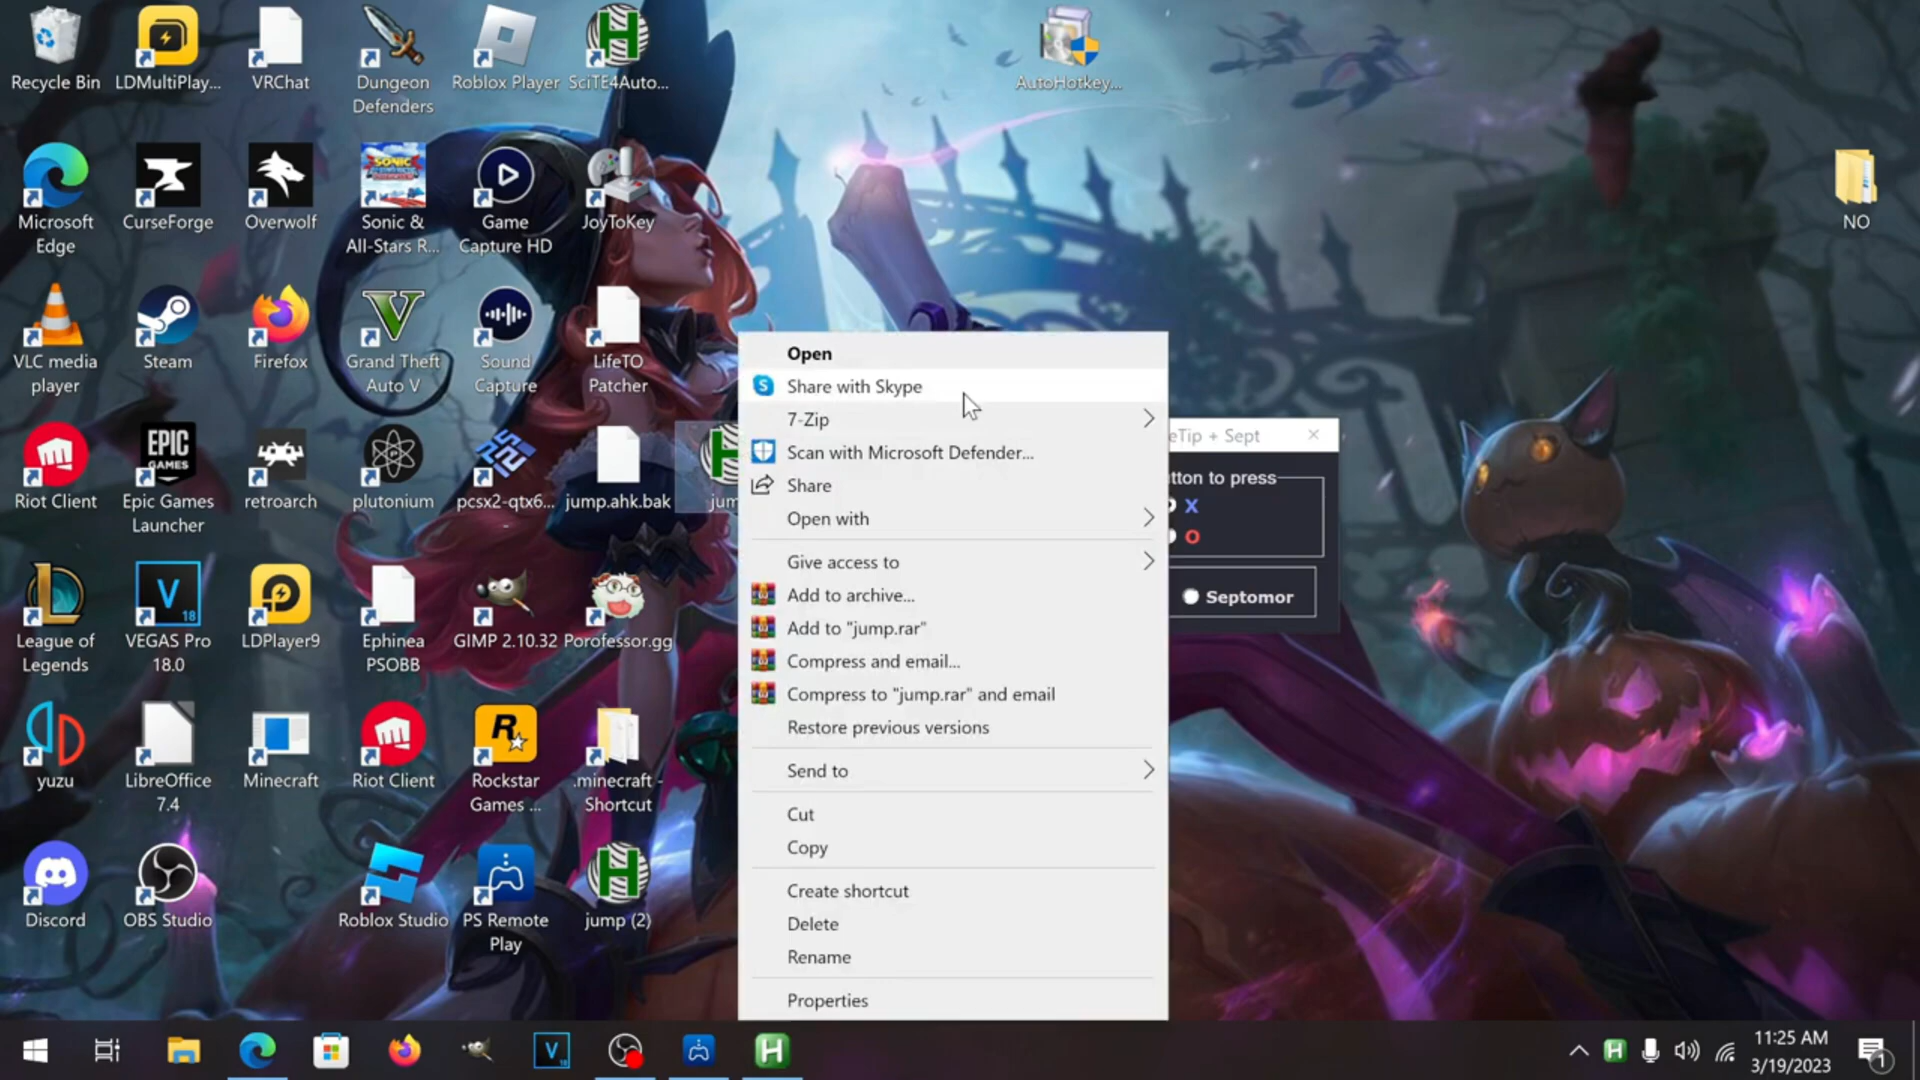 Recycle Bin
LDMultiPlay...
VRChat
Dungeon
Defenders
Roblox Player
SciTE4Auto...
AutoHotkey...
Microsoft
Edge
CurseForge
Overwolf
SONIC
Sonic &
All-Stars R...
Game
Capture HD
JoyToKey
NO
VLC media
player
Steam
Firefox
Grand Theft
Auto V
Sound
Capture
LifeTO
Patcher
Riot Client
EPIC
GAMES
Epic Games
Launcher
retroarch
plutonium
pcsx2-qtx6...
jump.ahk.bak
jum
League of
Legends
V
18
VEGAS Pro
18.0
LDPlayer9
Ephinea
PSOBB
GIMP 2.10.32
Porofessor.gg
yuzu
LibreOffice
7.4
Minecraft
Riot Client
R
Rockstar
Games ...
.minecraft -
Shortcut
Discord
OBS Studio
Roblox Studio
PS Remote
Play
H
jump (2)
Open
Share with Skype
7-Zip
Scan with Microsoft Defender...
Share
Open with
Give access to
Add to archive...
Add to "jump.rar"
Compress and email...
Compress to "jump.rar" and email
Restore previous versions
Send to
Cut
Copy
Create shortcut
Delete
Rename
Properties
eTip + Sept
tton to press
X
O
Septomor
V
18
H
H
11:25 AM
3/19/2023
1